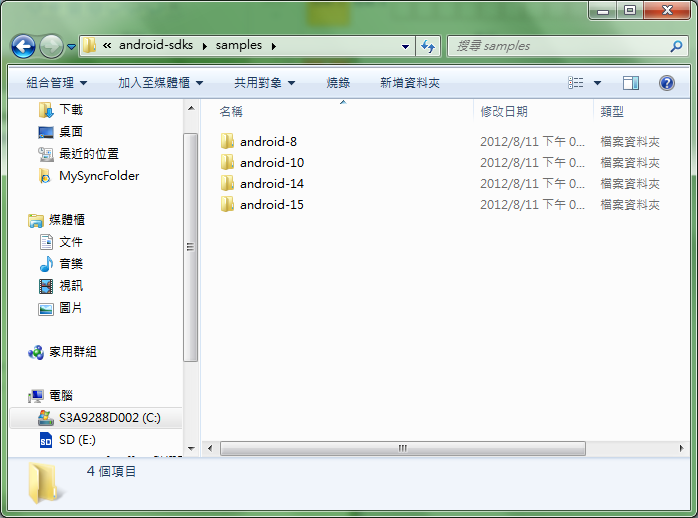 « android-sdks samples
搜尋 samples
組合管理 加入至媒體櫃 共用對象 燒錄 新增資料夾
名稱 修改日期 類型
下載
桌面
最近的位置
MySyncFolder
媒體櫃
文件
音樂
視訊
圖片
家用群組
電腦
S3A9288D002 (C:)
SD (E:)
android-8 2012/8/11 下午 0... 檔案資料夾
android-10 2012/8/11 下午 0... 檔案資料夾
android-14 2012/8/11 下午 0... 檔案資料夾
android-15 2012/8/11 下午 0... 檔案資料夾
4 個項目